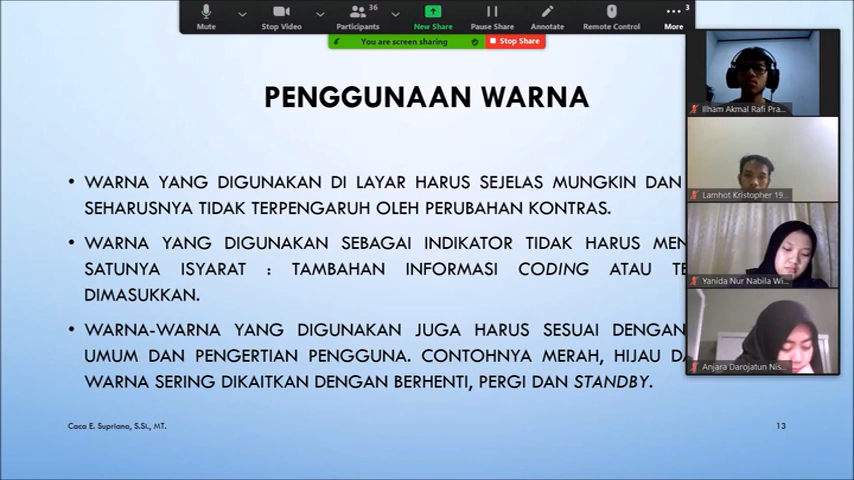 36
3
Mute
Stop Video
Participants
New Share
Pause Share
Annotate
Remote Control
More
You are screen sharing
Stop Share
PENGGUNAAN WARNA
• WARNA YANG DIGUNAKAN DI LAYAR HARUS SEJELAS MUNGKIN DAN
SEHARUSNYA TIDAK TERPENGARUH OLEH PERUBAHAN KONTRAS.
• WARNA YANG DIGUNAKAN SEBAGAI INDIKATOR TIDAK HARUS MEN
SATUNYA ISYARAT : TAMBAHAN INFORMASI CODING ATAU TE
DIMASUKKAN.
• WARNA-WARNA YANG DIGUNAKAN JUGA HARUS SESUAI DENGAN
UMUM DAN PENGERTIAN PENGGUNA. CONTOHNYA MERAH, HIJAU DA
WARNA SERING DIKAITKAN DENGAN BERHENTI, PERGI DAN STANDBY.
Ilham Akmal Rafi Pra...
Lamhot Kristopher 19...
Yanida Nur Nabila Wi...
Anjara Darojatun Nis...
Caca E. Supriana, S.Si., MT.
13